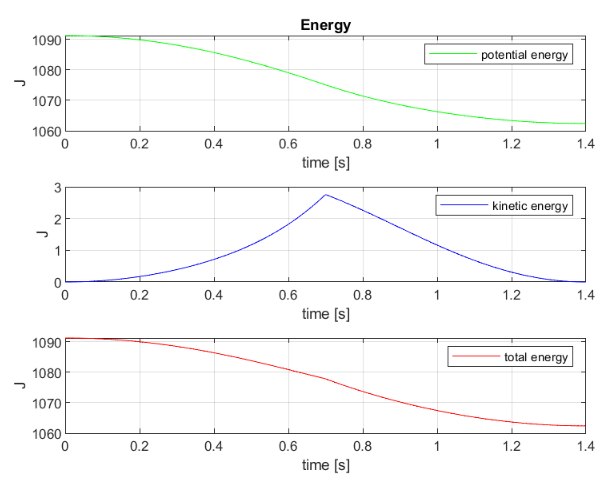 Energy
1090
1080
1070
1060
J
potential energy
0 0.2 0.4 0.6 0.8 1 1.2 1.4
time [s]
3
2
1
0
J
kinetic energy
0 0.2 0.4 0.6 0.8 1 1.2 1.4
time [s]
1090
1080
1070
1060
J
total energy
0 0.2 0.4 0.6 0.8 1 1.2 1.4
time [s]